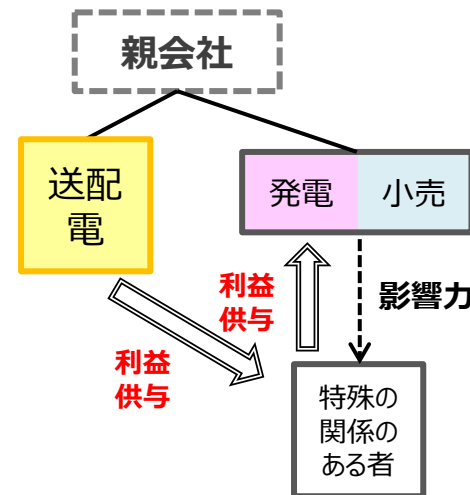 親会社
送配
電
発電
小売
利益
供与
影響力
利益
供与
特殊の
関係の
ある者